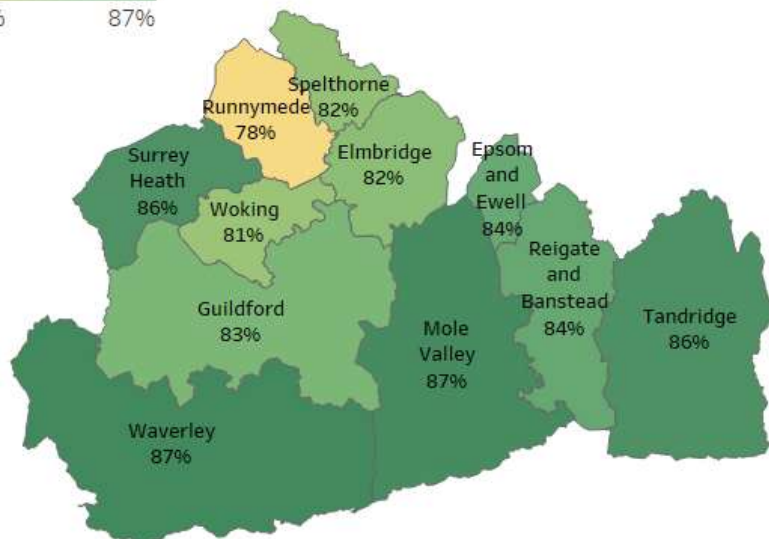 %
87%
Spelthorne
82%
Runnymede
78%
Elmbridge
82%
Epsom
and
Ewell
84%
Surrey
Heath
86%
Woking
81%
Reigate
and
Banstead
84%
Guildford
83%
Mole
Valley
87%
Tandridge
86%
Waverley
87%